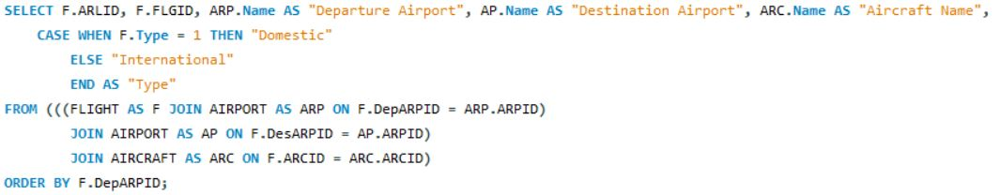 SELECT F.ARLID, F.FLGID, ARP.Name AS "Departure Airport", AP.Name AS "Destination Airport", ARC.Name AS "Aircraft Name",
CASE WHEN F.Type = 1 THEN "Domestic"
ELSE "International"
END AS "Type"
FROM (((FLIGHT AS F JOIN AIRPORT AS ARP ON F.DepARPID = ARP.ARPID)
JOIN AIRPORT AS AP ON F.DesARPID = AP.ARPID)
JOIN AIRCRAFT AS ARC ON F.ARCID = ARC.ARCID)
ORDER BY F.DepARPID;